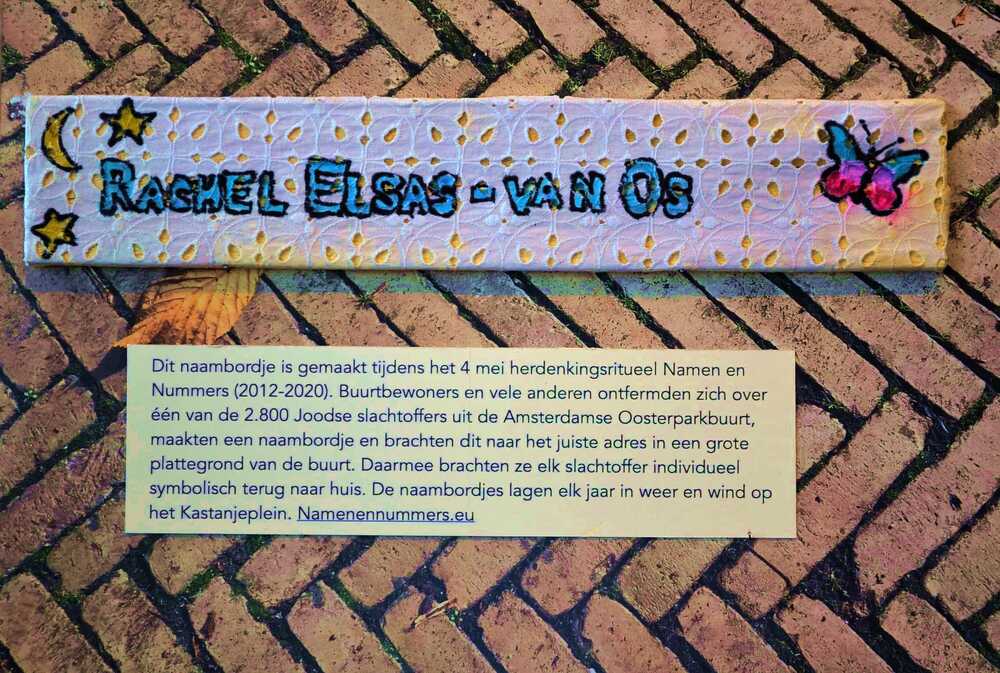 RACHEL ELSAS - VAN OS
Dit naambordje is gemaakt tijdens het 4 mei herdenkingsritueel Namen en
Nummers (2012-2020). Buurtbewoners en vele anderen ontfermden zich over
één van de 2.800 Joodse slachtoffers uit de Amsterdamse Oosterparkbuurt,
maakten een naambordje en brachten dit naar het juiste adres in een grote
plattegrond van de buurt. Daarmee brachten ze elk slachtoffer individueel
symbolisch terug naar huis. De naambordjes lagen elk jaar in weer en wind op
het Kastanjeplein. Namenennummers.eu